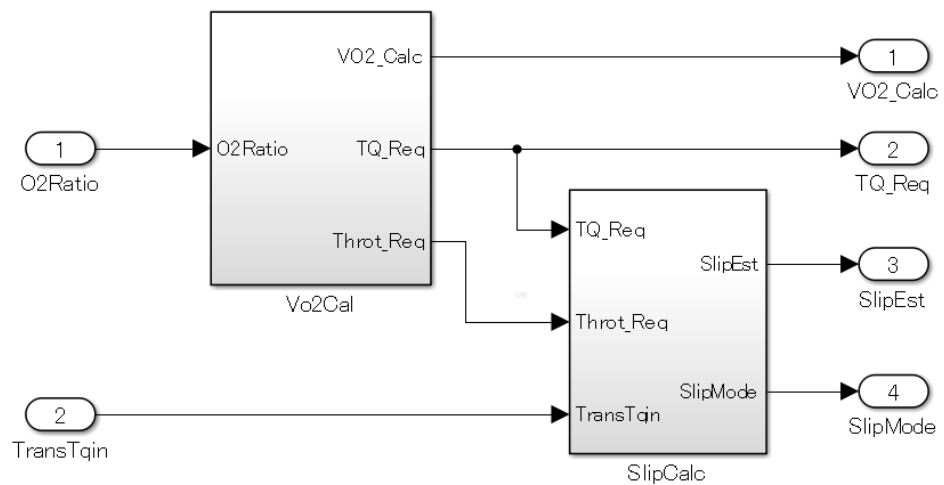 VO2_Calc
1
VO2_Calc
1
O2Ratio
O2Ratio
TQ_Req
2
TQ_Req
Throt_Req
Vo2Cal
TQ_Req
SlipEst
3
SlipEst
Throt_Req
SlipMode
4
SlipMode
2
TransTqin
TransTqin
SlipCalc